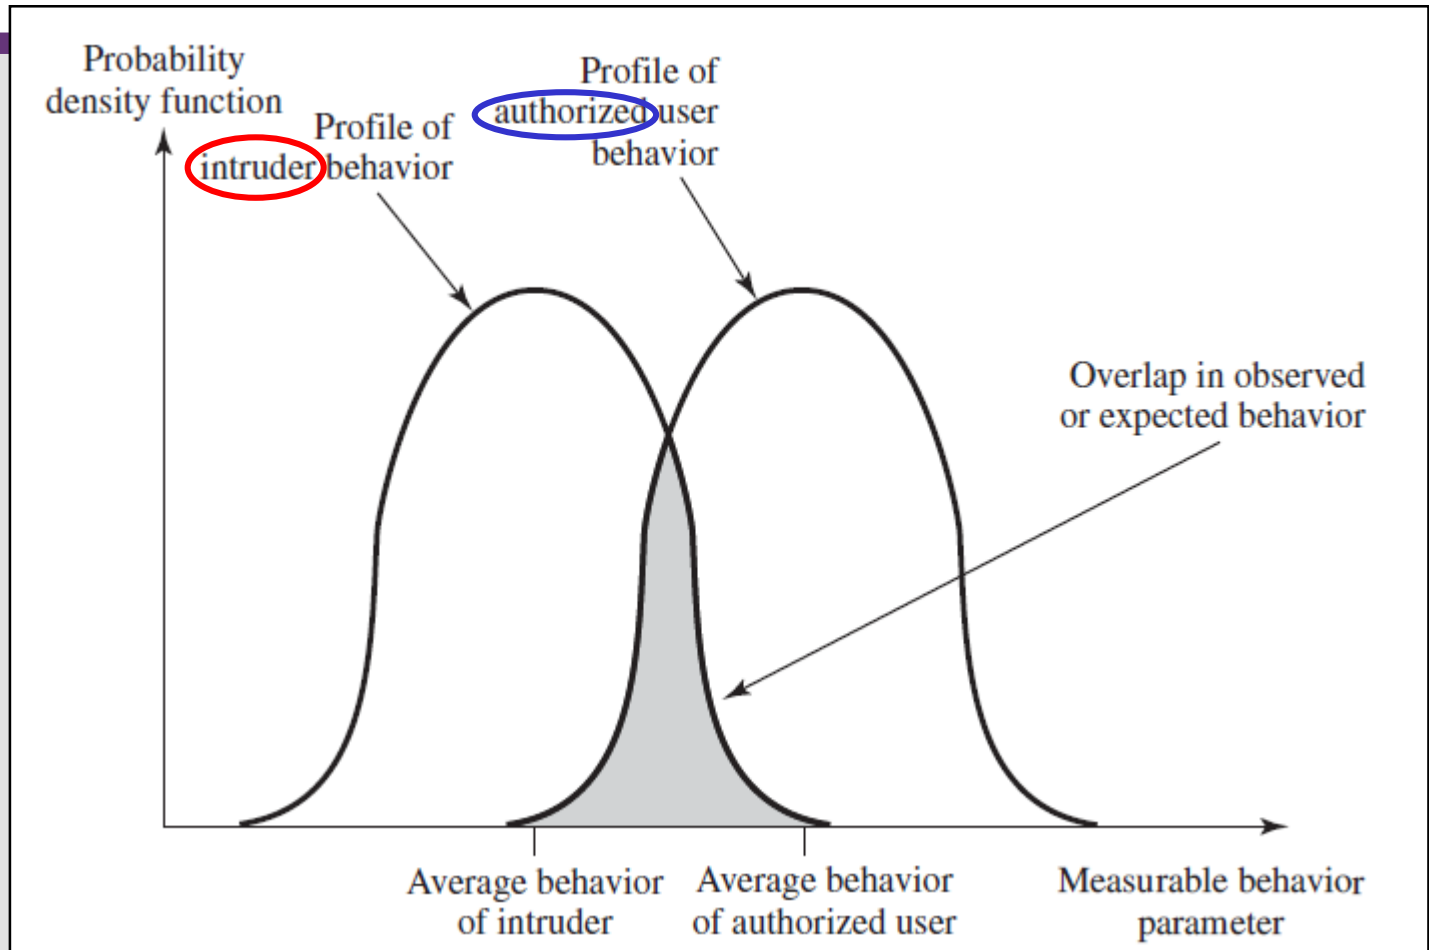 Probability
density function
Profile of
intruder behavior
Profile of
authorized user
behavior
Overlap in observed
or expected behavior
Average behavior
of intruder
Average behavior
of authorized user
Measurable behavior
parameter